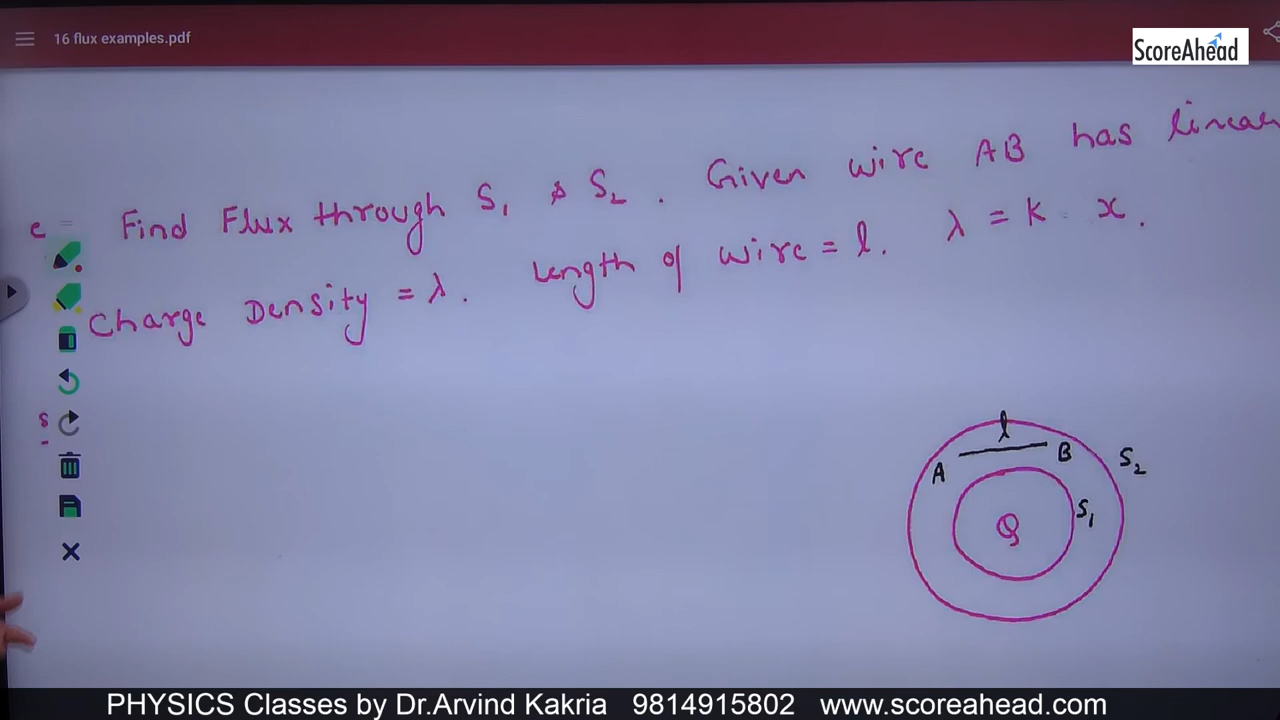 16 flux examples.pdf
ScoreAhead
e Find Flux through S₁ & S₂. Given wire AB has linear
Charge Density = λ. Length of wire = l. λ = K x.
s
l
A B S₂
S₁
Q
PHYSICS Classes by Dr.Arvind Kakria 9814915802 www.scoreahead.com